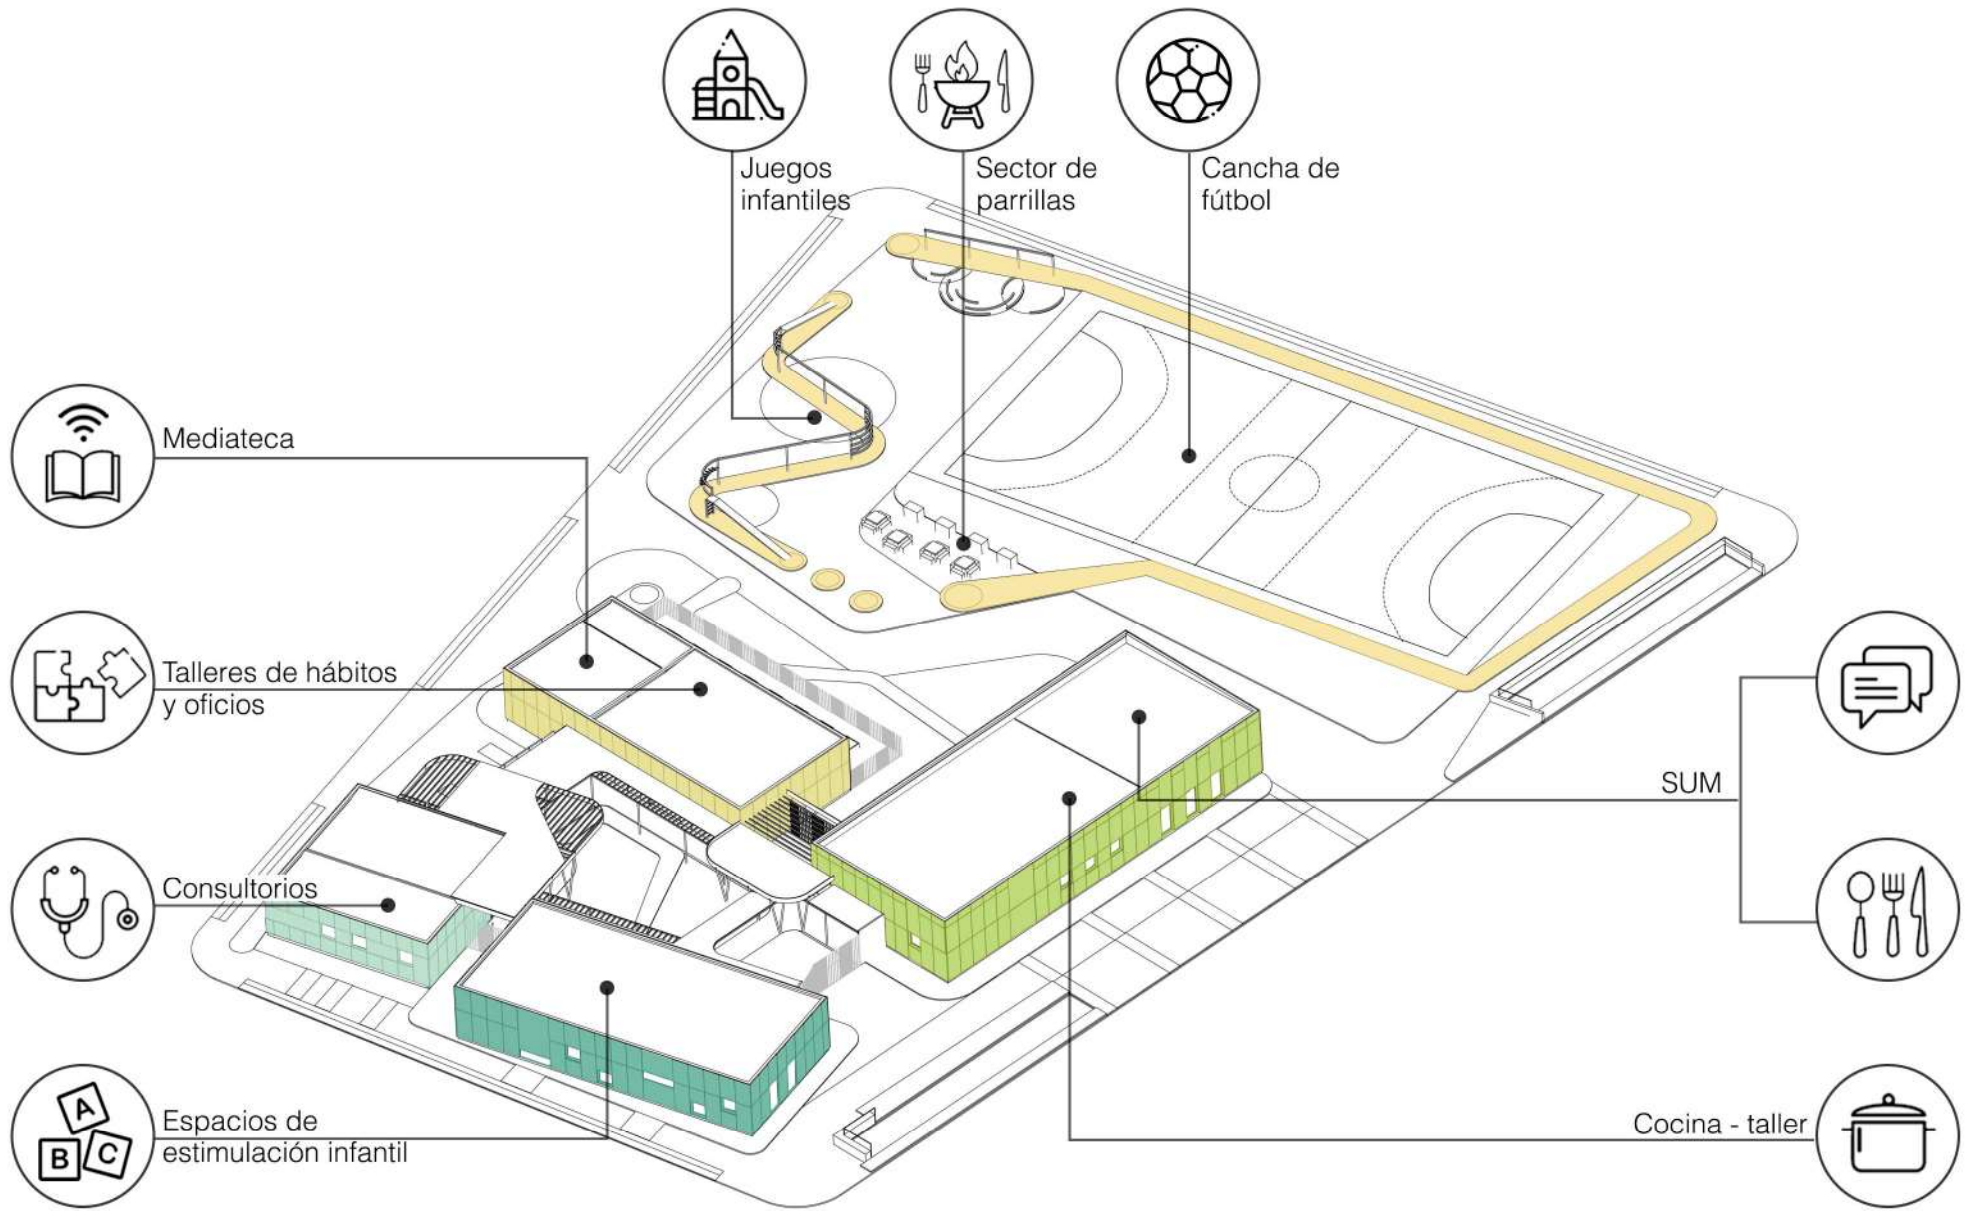 Juegos
infantiles
Sector de
parrillas
Cancha de
fútbol
Mediateca
Talleres de hábitos
y oficios
SUM
Consultorios
A
B C
Espacios de
estimulación infantil
Cocina - taller